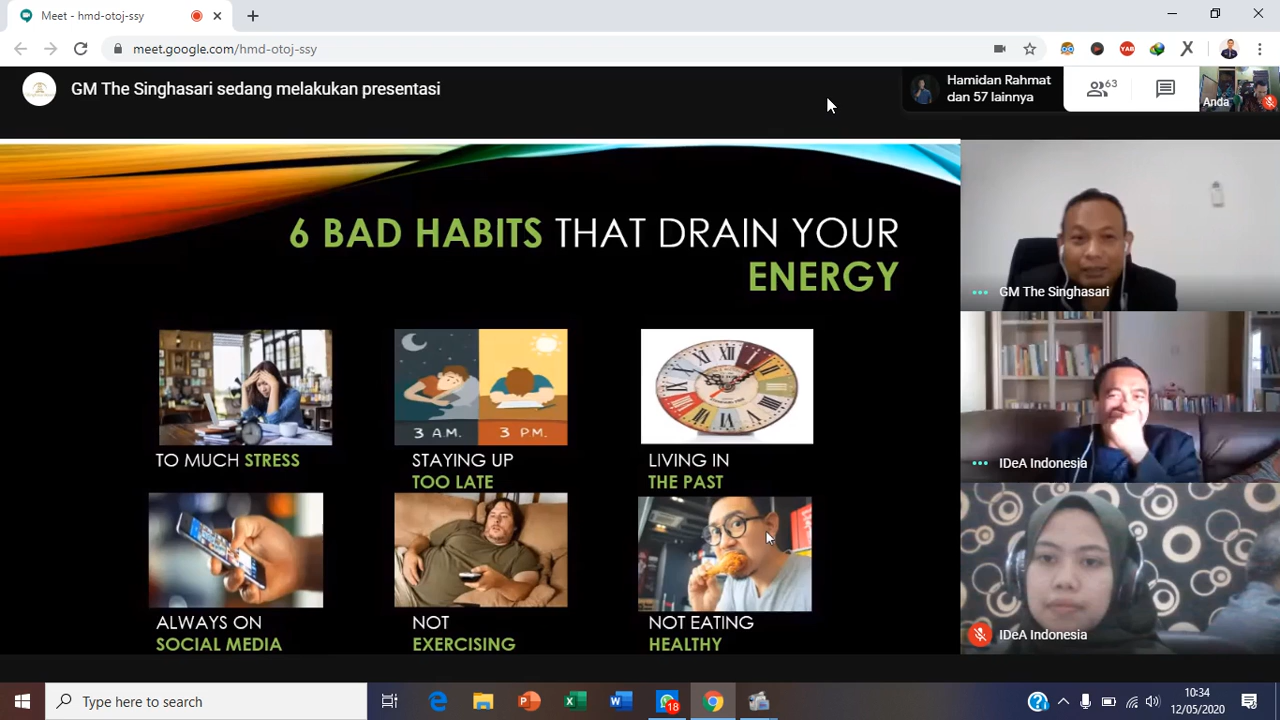 Meet - hmd-otoj-ssy
meet.google.com/hmd-otoj-ssy
YAB
X
GM The Singhasari sedang melakukan presentasi
Hamidan Rahmat
dan 57 lainnya
63
Anda
6 BAD HABITS THAT DRAIN YOUR
ENERGY
3 A.M.
3 PM.
TO MUCH STRESS
STAYING UP
TOO LATE
LIVING IN
THE PAST
ALWAYS ON
SOCIAL MEDIA
NOT
EXERCISING
NOT EATING
HEALTHY
GM The Singhasari
IDeA Indonesia
IDeA Indonesia
Type here to search
18
10:34
12/05/2020